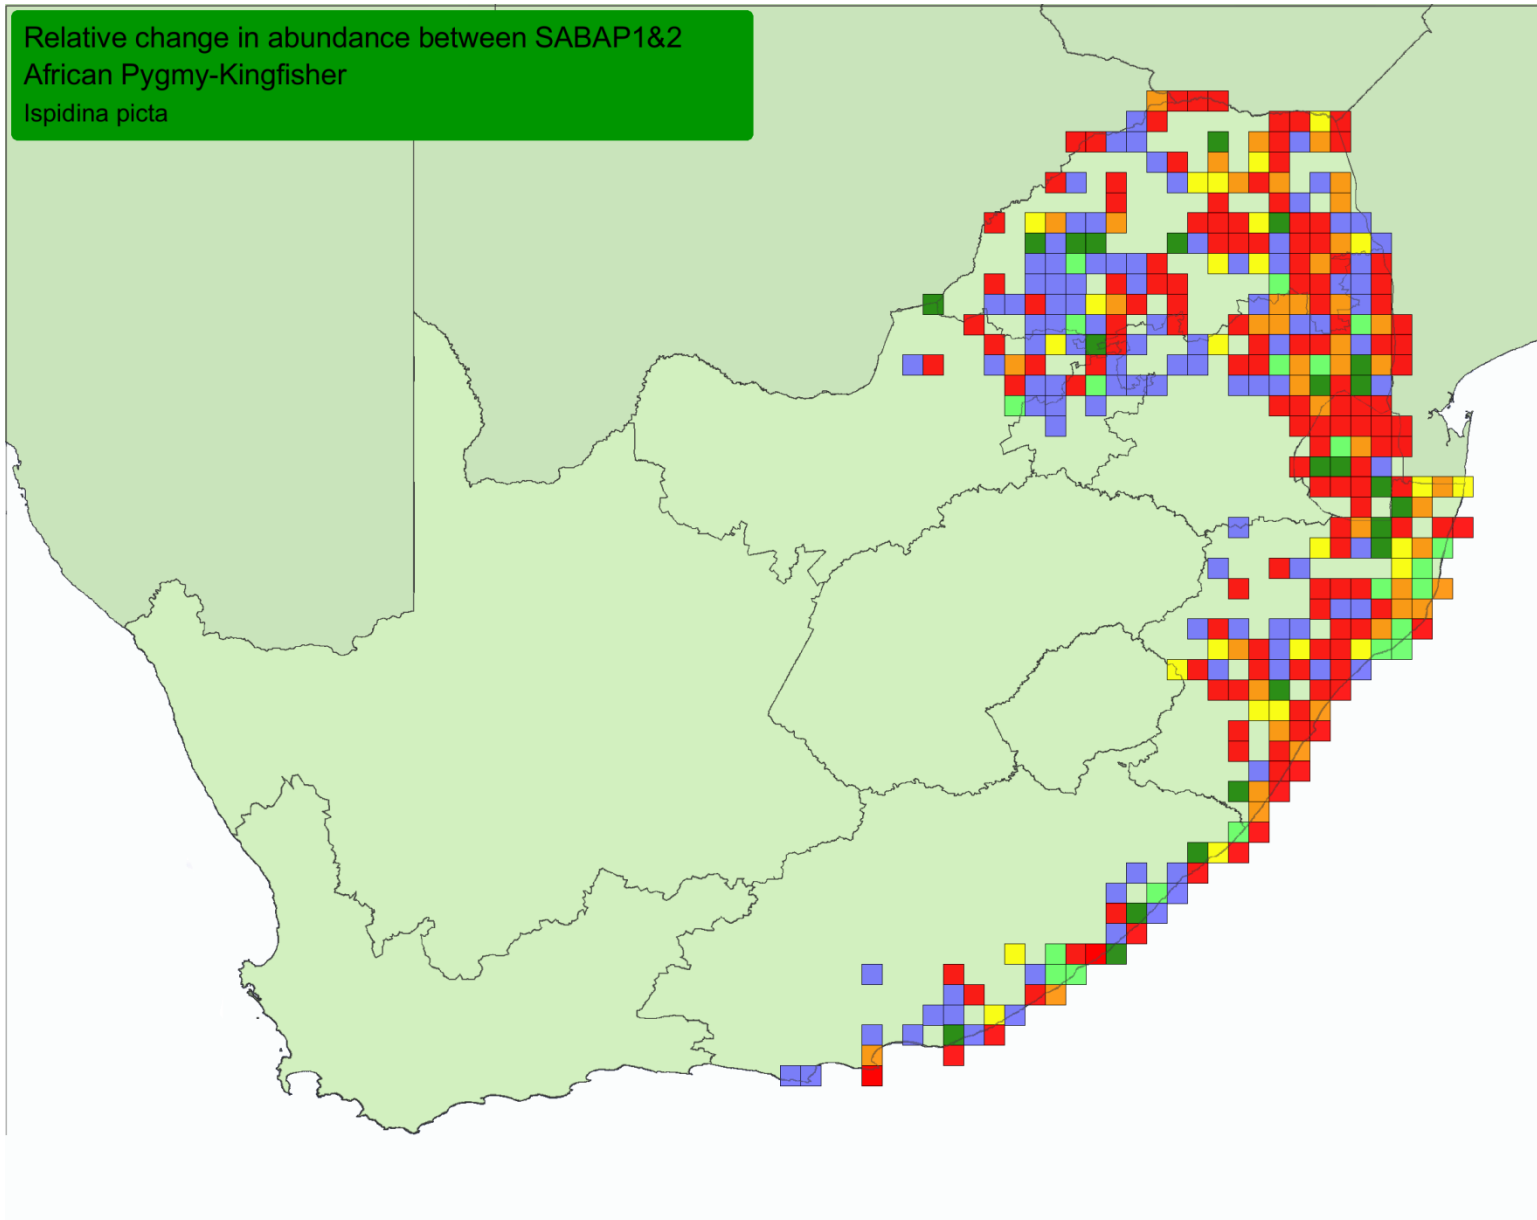 Relative change in abundance between SABAP1&2
African Pygmy-Kingfisher
Ispidina picta